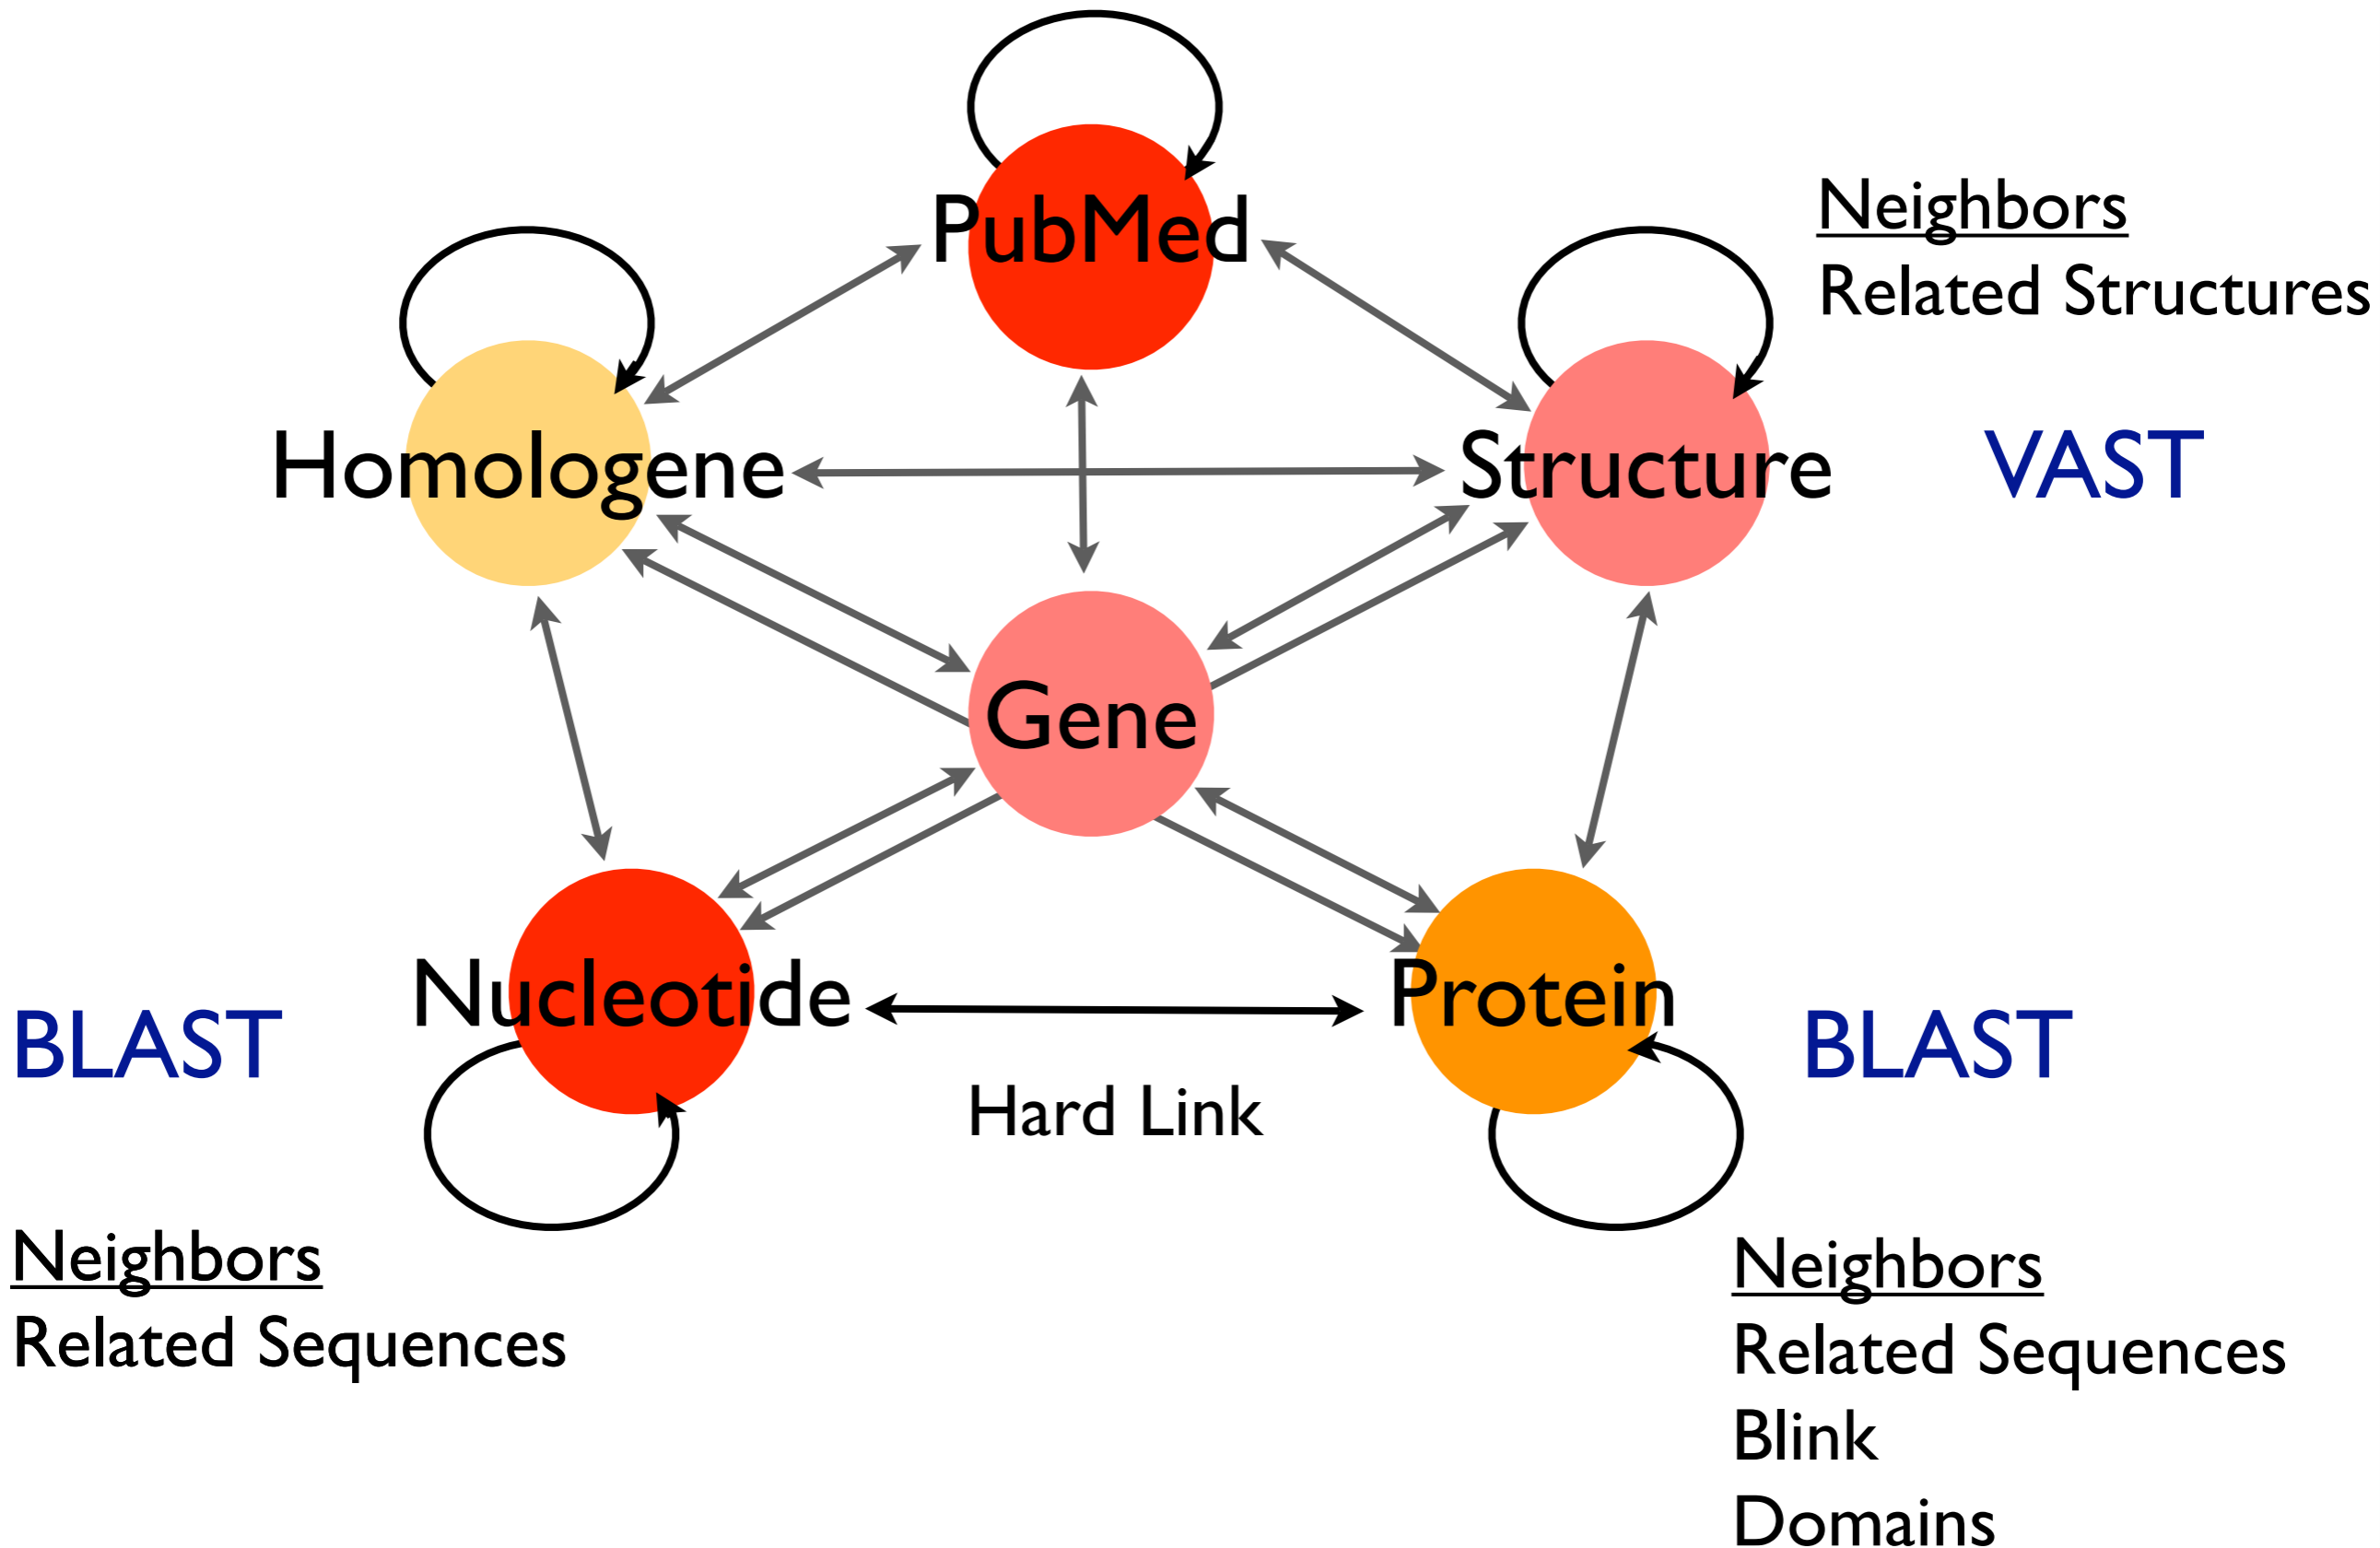 PubMed
Neighbors
Related Structures
Homologene
Structure
VAST
Gene
Nucleotide
Protein
BLAST
BLAST
Hard Link
Neighbors
Related Sequences
Neighbors
Related Sequences
Blink
Domains